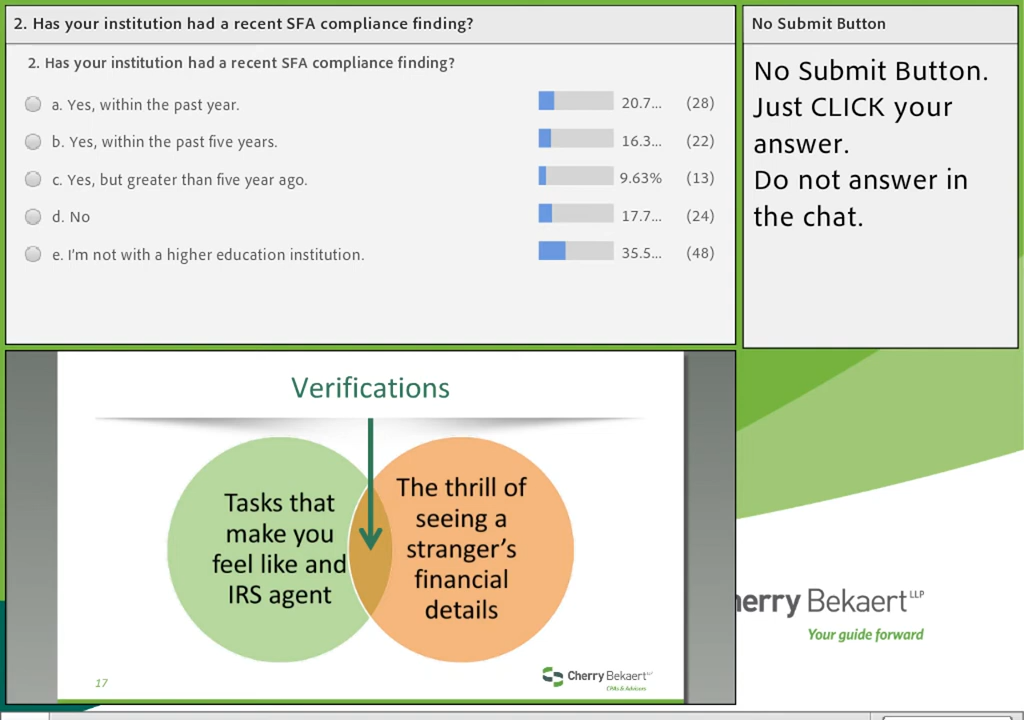 2. Has your institution had a recent SFA compliance finding?
2. Has your institution had a recent SFA compliance finding?
a. Yes, within the past year. 20.7... (28)
b. Yes, within the past five years. 16.3... (22)
c. Yes, but greater than five year ago. 9.63% (13)
d. No 17.7... (24)
e. I'm not with a higher education institution. 35.5... (48)
No Submit Button
No Submit Button.
Just CLICK your
answer.
Do not answer in
the chat.
Verifications
Tasks that
make you
feel like and
IRS agent
The thrill of
seeing a
stranger's
financial
details
17
Cherry Bekaert LLP
CPAs & Advisors
herry Bekaert LLP
Your guide forward